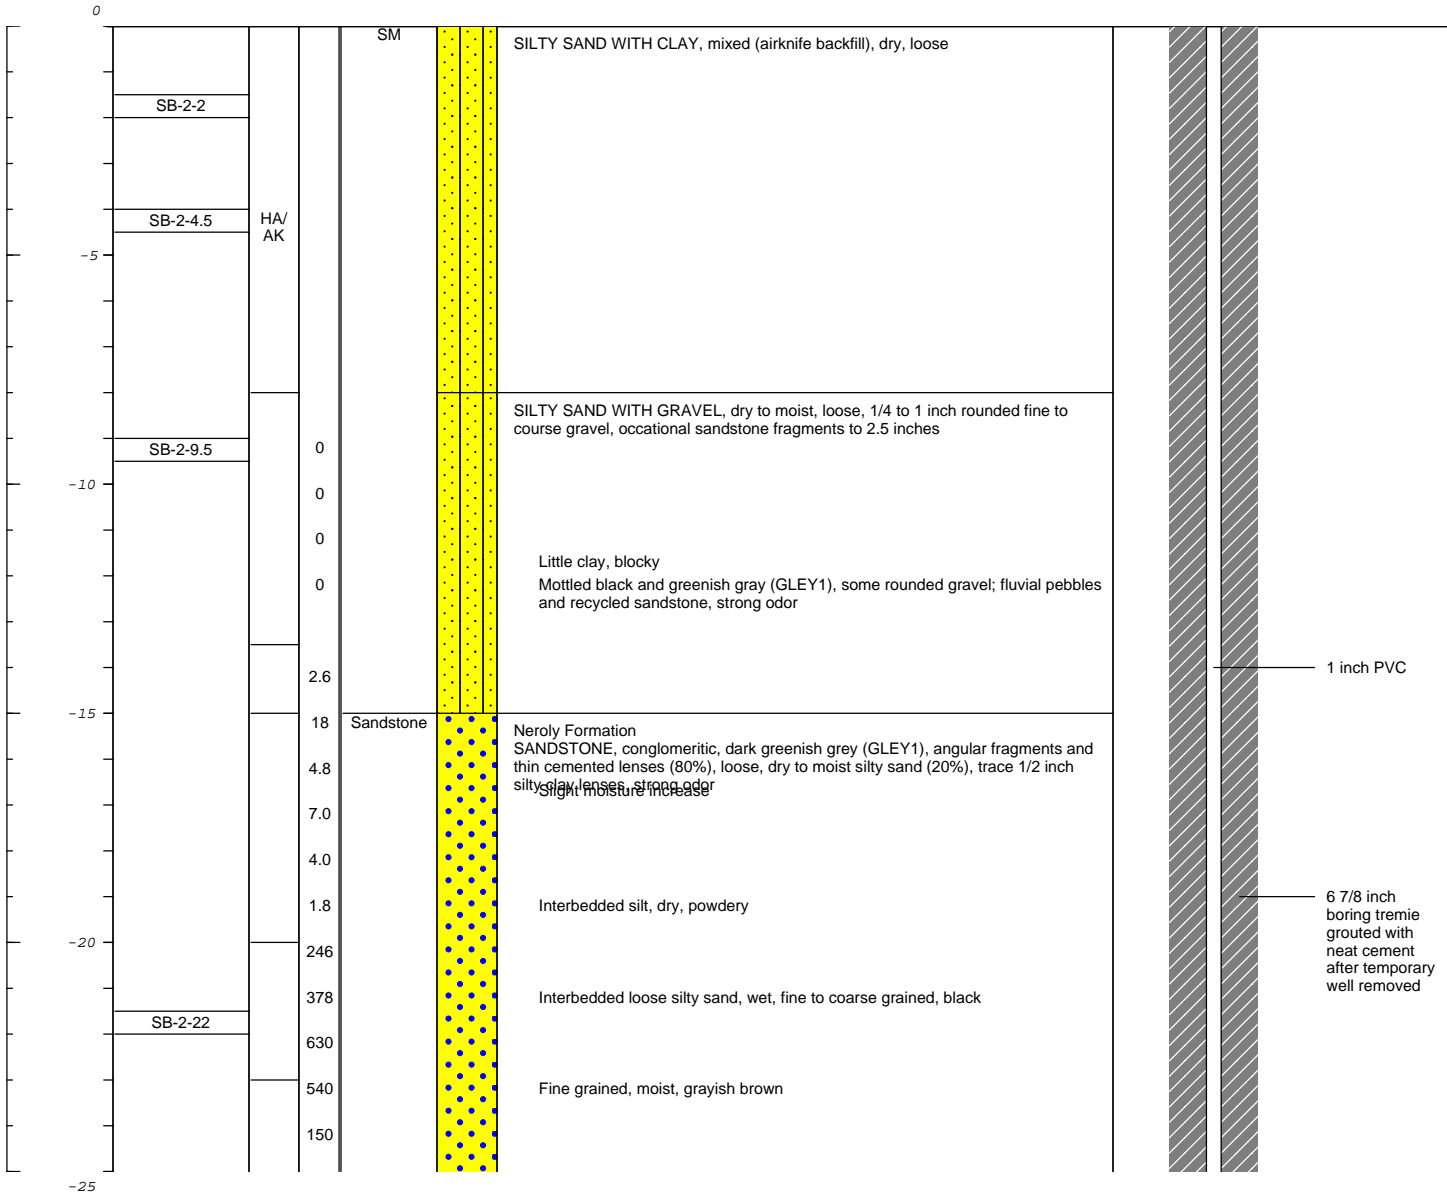 0
SM
SILTY SAND WITH CLAY, mixed (airknife backfill), dry, loose
SB-2-2
SB-2-4.5
HA/
AK
-5
SILTY SAND WITH GRAVEL, dry to moist, loose, 1/4 to 1 inch rounded fine to
course gravel, occational sandstone fragments to 2.5 inches
SB-2-9.5
0
-10
0
0
Little clay, blocky
0
Mottled black and greenish gray (GLEY1), some rounded gravel; fluvial pebbles
and recycled sandstone, strong odor
2.6
1 inch PVC
-15
18
Sandstone
Neroly Formation
SANDSTONE, conglomeritic, dark greenish grey (GLEY1), angular fragments and
thin cemented lenses (80%), loose, dry to moist silty sand (20%), trace 1/2 inch
silty clay lenses, strong odor
Slight moisture increase
4.8
7.0
4.0
1.8
Interbedded silt, dry, powdery
6 7/8 inch
boring tremie
grouted with
neat cement
after temporary
well removed
-20
246
378
Interbedded loose silty sand, wet, fine to coarse grained, black
SB-2-22
630
540
Fine grained, moist, grayish brown
150
-25